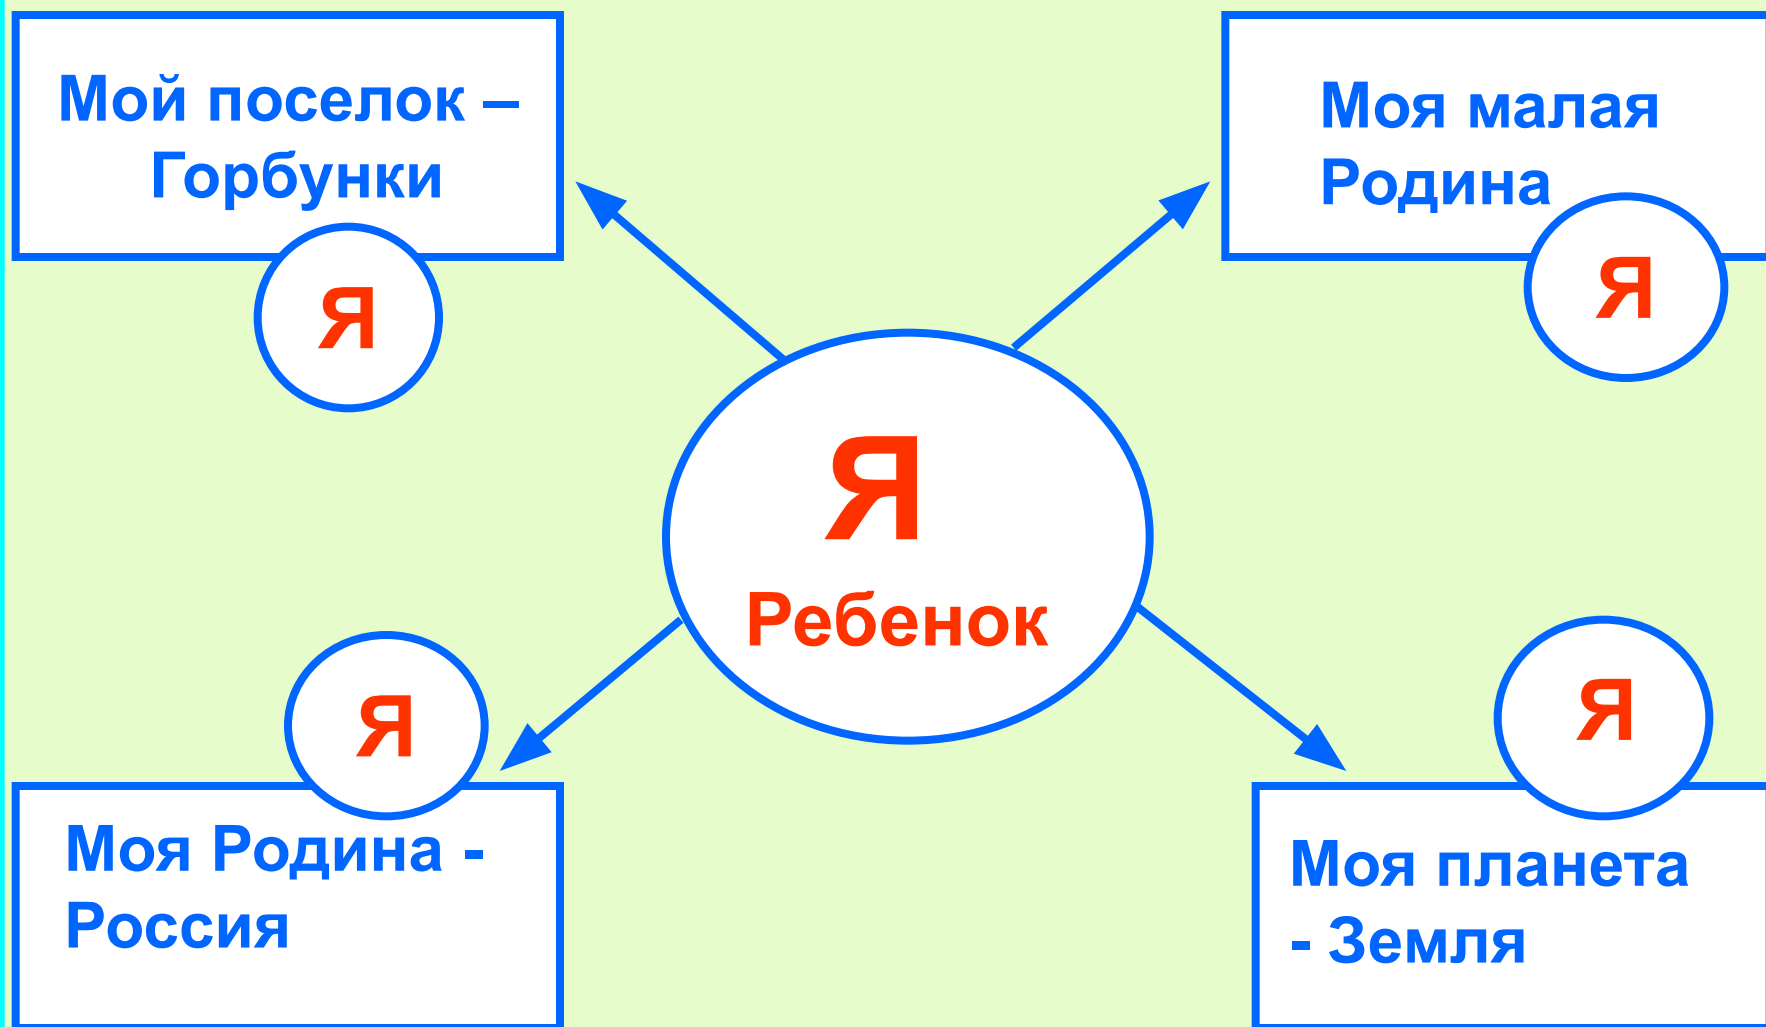 Мой поселок –
Горбунки
Я
Моя малая
Родина
Я
Я
Ребенок
Я
Моя Родина -
Россия
Я
Моя планета
- Земля